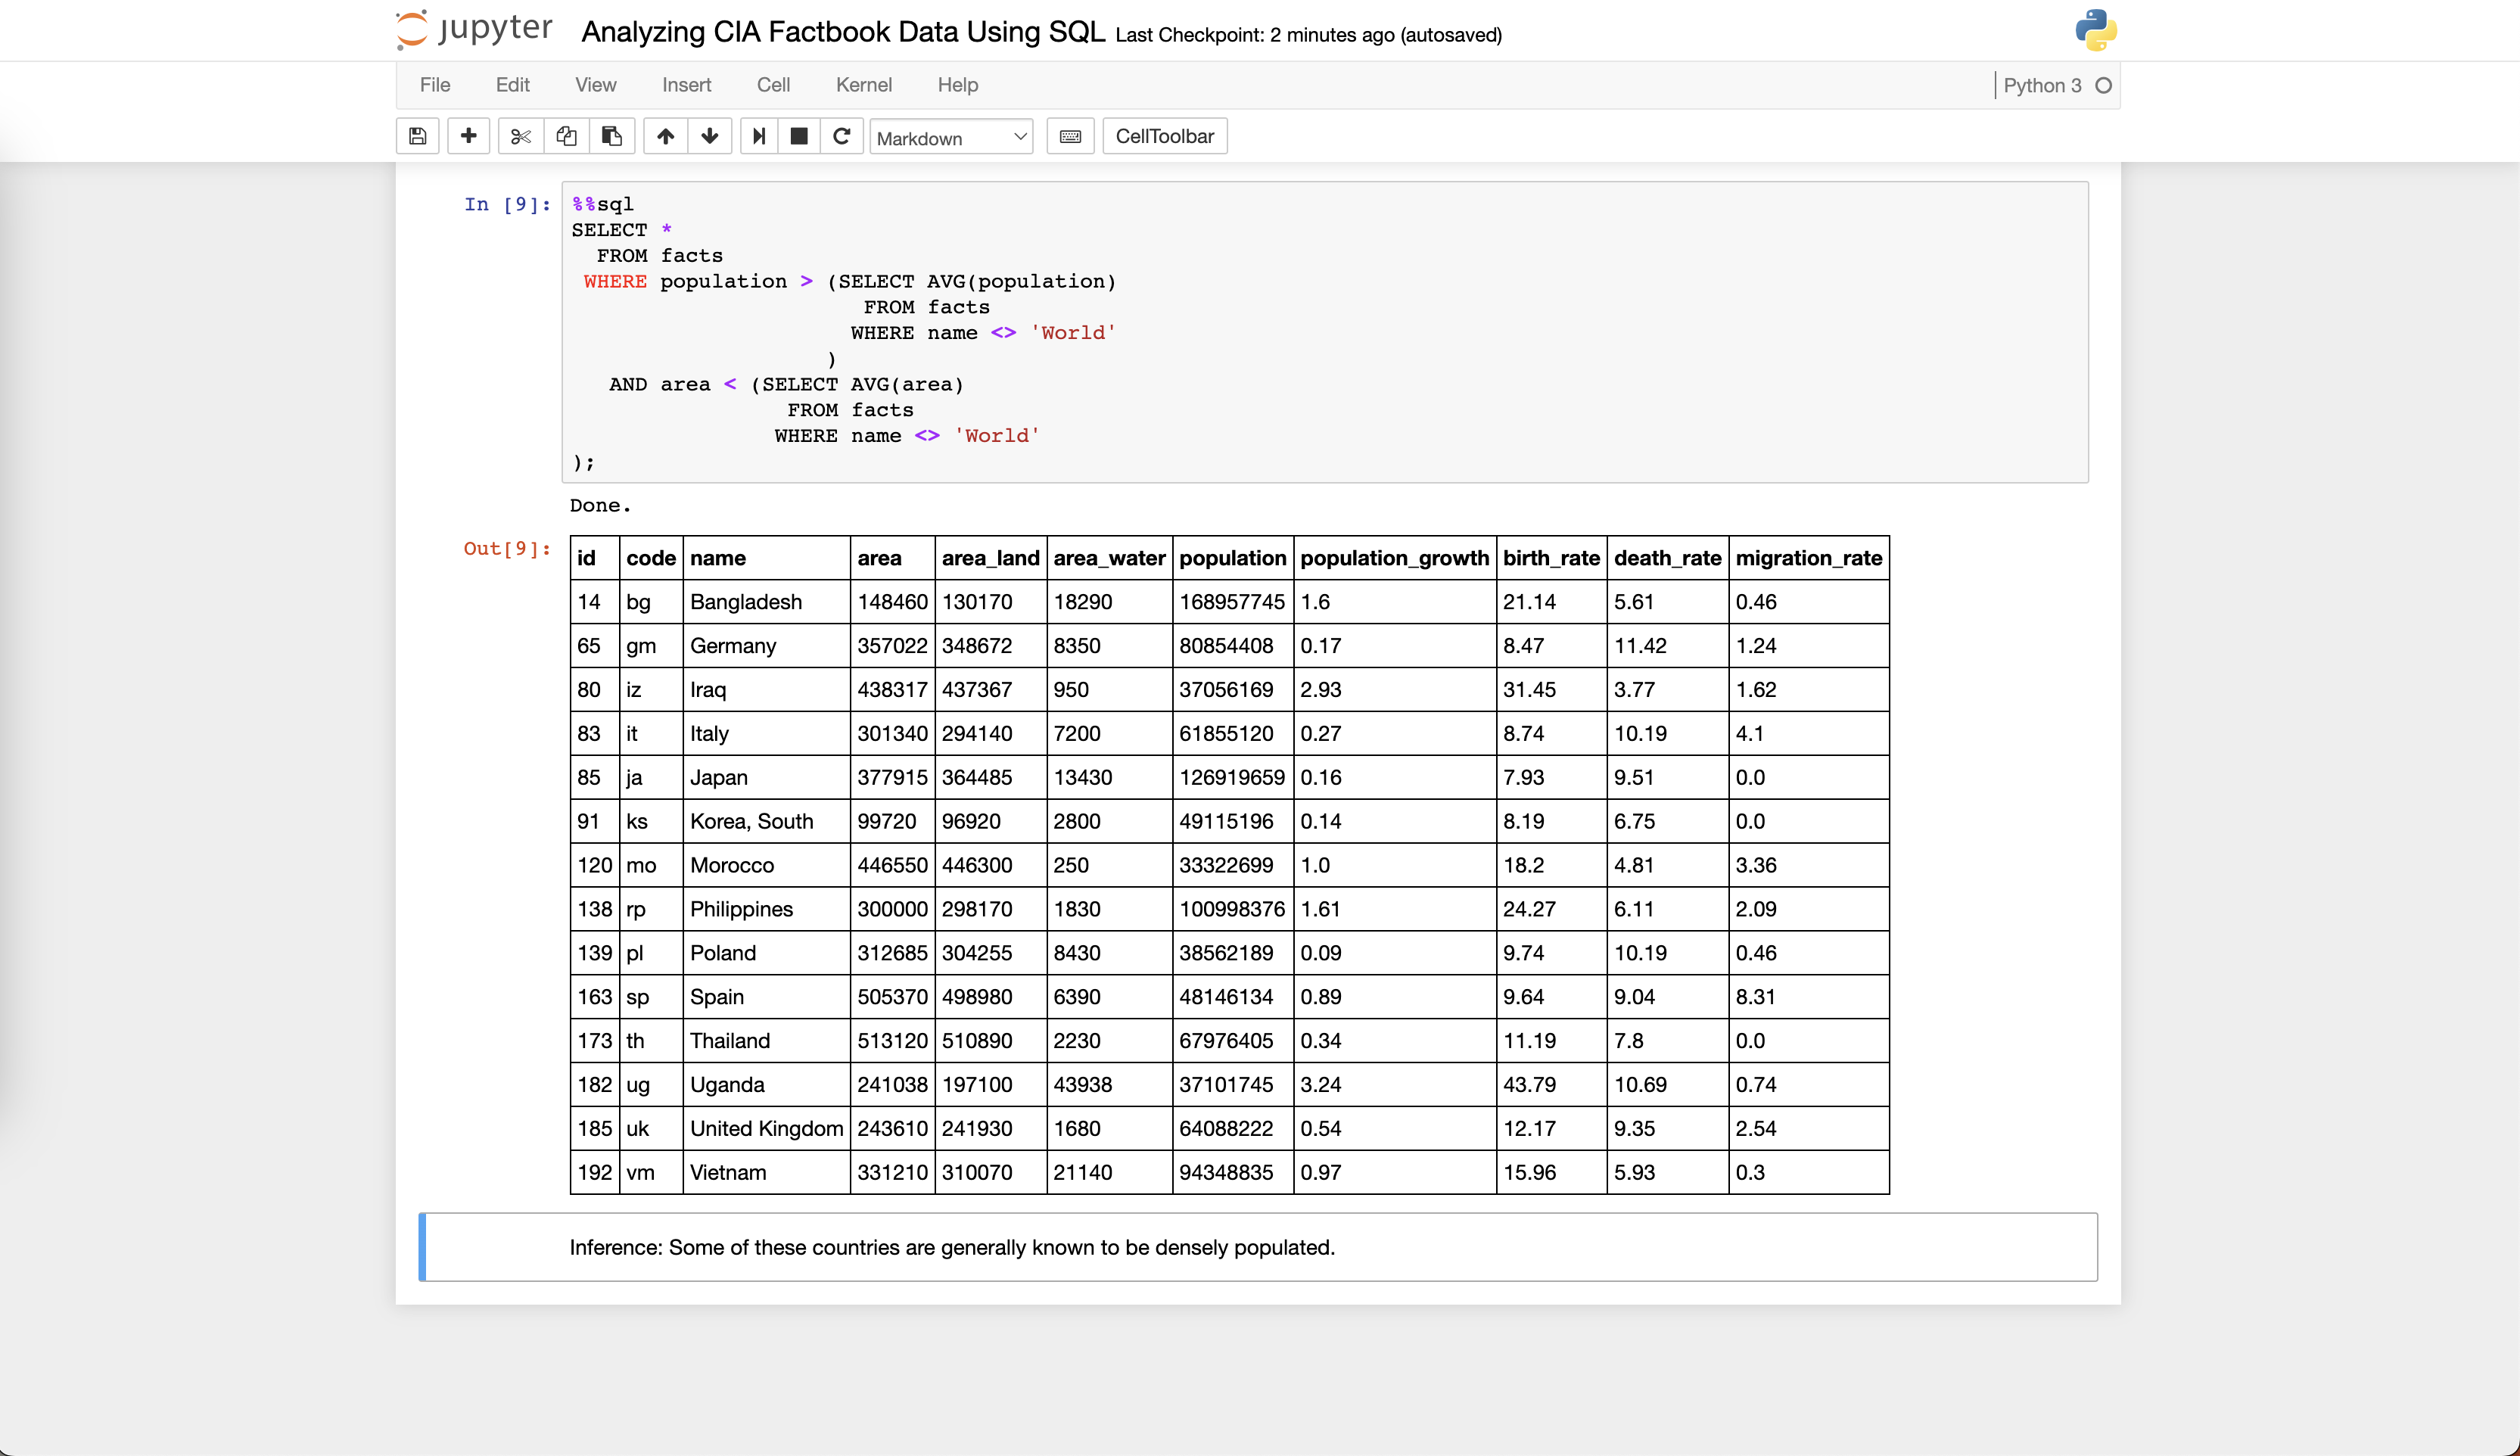 jupyter Analyzing CIA Factbook Data Using SQL Last Checkpoint: 2 minutes ago (autosaved)
File Edit View Insert Cell Kernel Help Python 3
Markdown CellToolbar
In [9]: %%sql
SELECT *
FROM facts
WHERE population > (SELECT AVG(population)
FROM facts
WHERE name <> 'World'
)
AND area < (SELECT AVG(area)
FROM facts
WHERE name <> 'World'
);
Done.
Out[9]:
id code name area area_land area_water population population_growth birth_rate death_rate migration_rate
14 bg Bangladesh 148460 130170 18290 168957745 1.6 21.14 5.61 0.46
65 gm Germany 357022 348672 8350 80854408 0.17 8.47 11.42 1.24
80 iz Iraq 438317 437367 950 37056169 2.93 31.45 3.77 1.62
83 it Italy 301340 294140 7200 61855120 0.27 8.74 10.19 4.1
85 ja Japan 377915 364485 13430 126919659 0.16 7.93 9.51 0.0
91 ks Korea, South 99720 96920 2800 49115196 0.14 8.19 6.75 0.0
120 mo Morocco 446550 446300 250 33322699 1.0 18.2 4.81 3.36
138 rp Philippines 300000 298170 1830 100998376 1.61 24.27 6.11 2.09
139 pl Poland 312685 304255 8430 38562189 0.09 9.74 10.19 0.46
163 sp Spain 505370 498980 6390 48146134 0.89 9.64 9.04 8.31
173 th Thailand 513120 510890 2230 67976405 0.34 11.19 7.8 0.0
182 ug Uganda 241038 197100 43938 37101745 3.24 43.79 10.69 0.74
185 uk United Kingdom 243610 241930 1680 64088222 0.54 12.17 9.35 2.54
192 vm Vietnam 331210 310070 21140 94348835 0.97 15.96 5.93 0.3
Inference: Some of these countries are generally known to be densely populated.